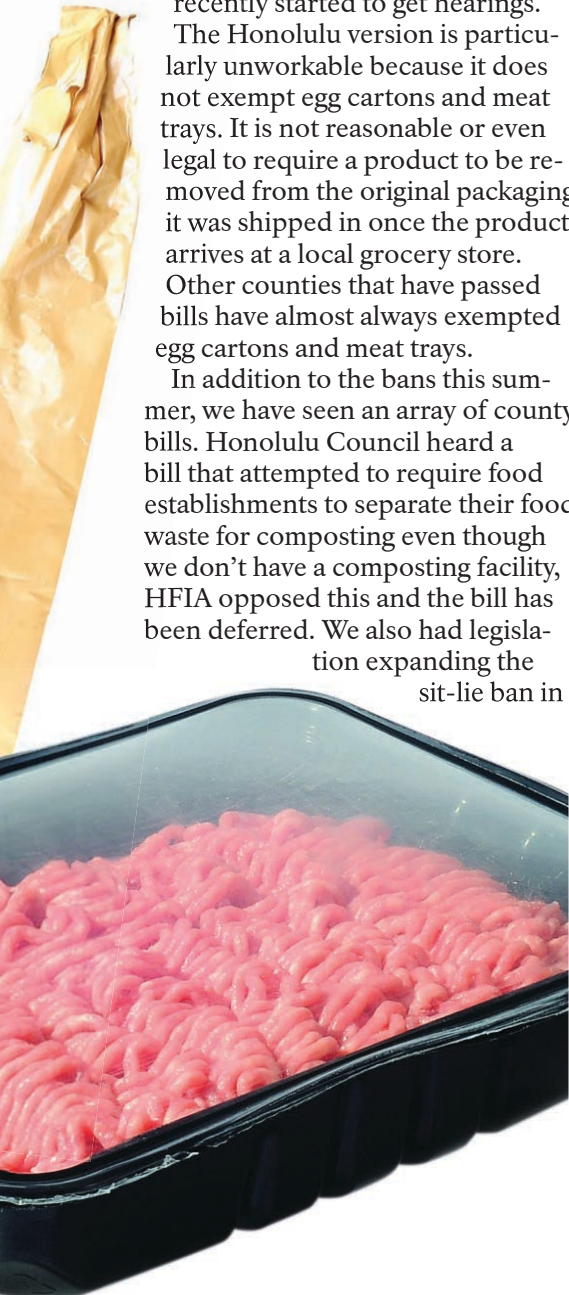 recently started to get hearings.
The Honolulu version is particu-
larly unworkable because it does
not exempt egg cartons and meat
trays. It is not reasonable or even
legal to require a product to be re-
moved from the original packaging
it was shipped in once the product
arrives at a local grocery store.
Other counties that have passed
bills have almost always exempted
egg cartons and meat trays.
In addition to the bans this sum-
mer, we have seen an array of county
bills. Honolulu Council heard a
bill that attempted to require food
establishments to separate their food
waste for composting even though
we don’t have a composting facility,
HFIA opposed this and the bill has
been deferred. We also had legisla-
tion expanding the
sit-lie ban in